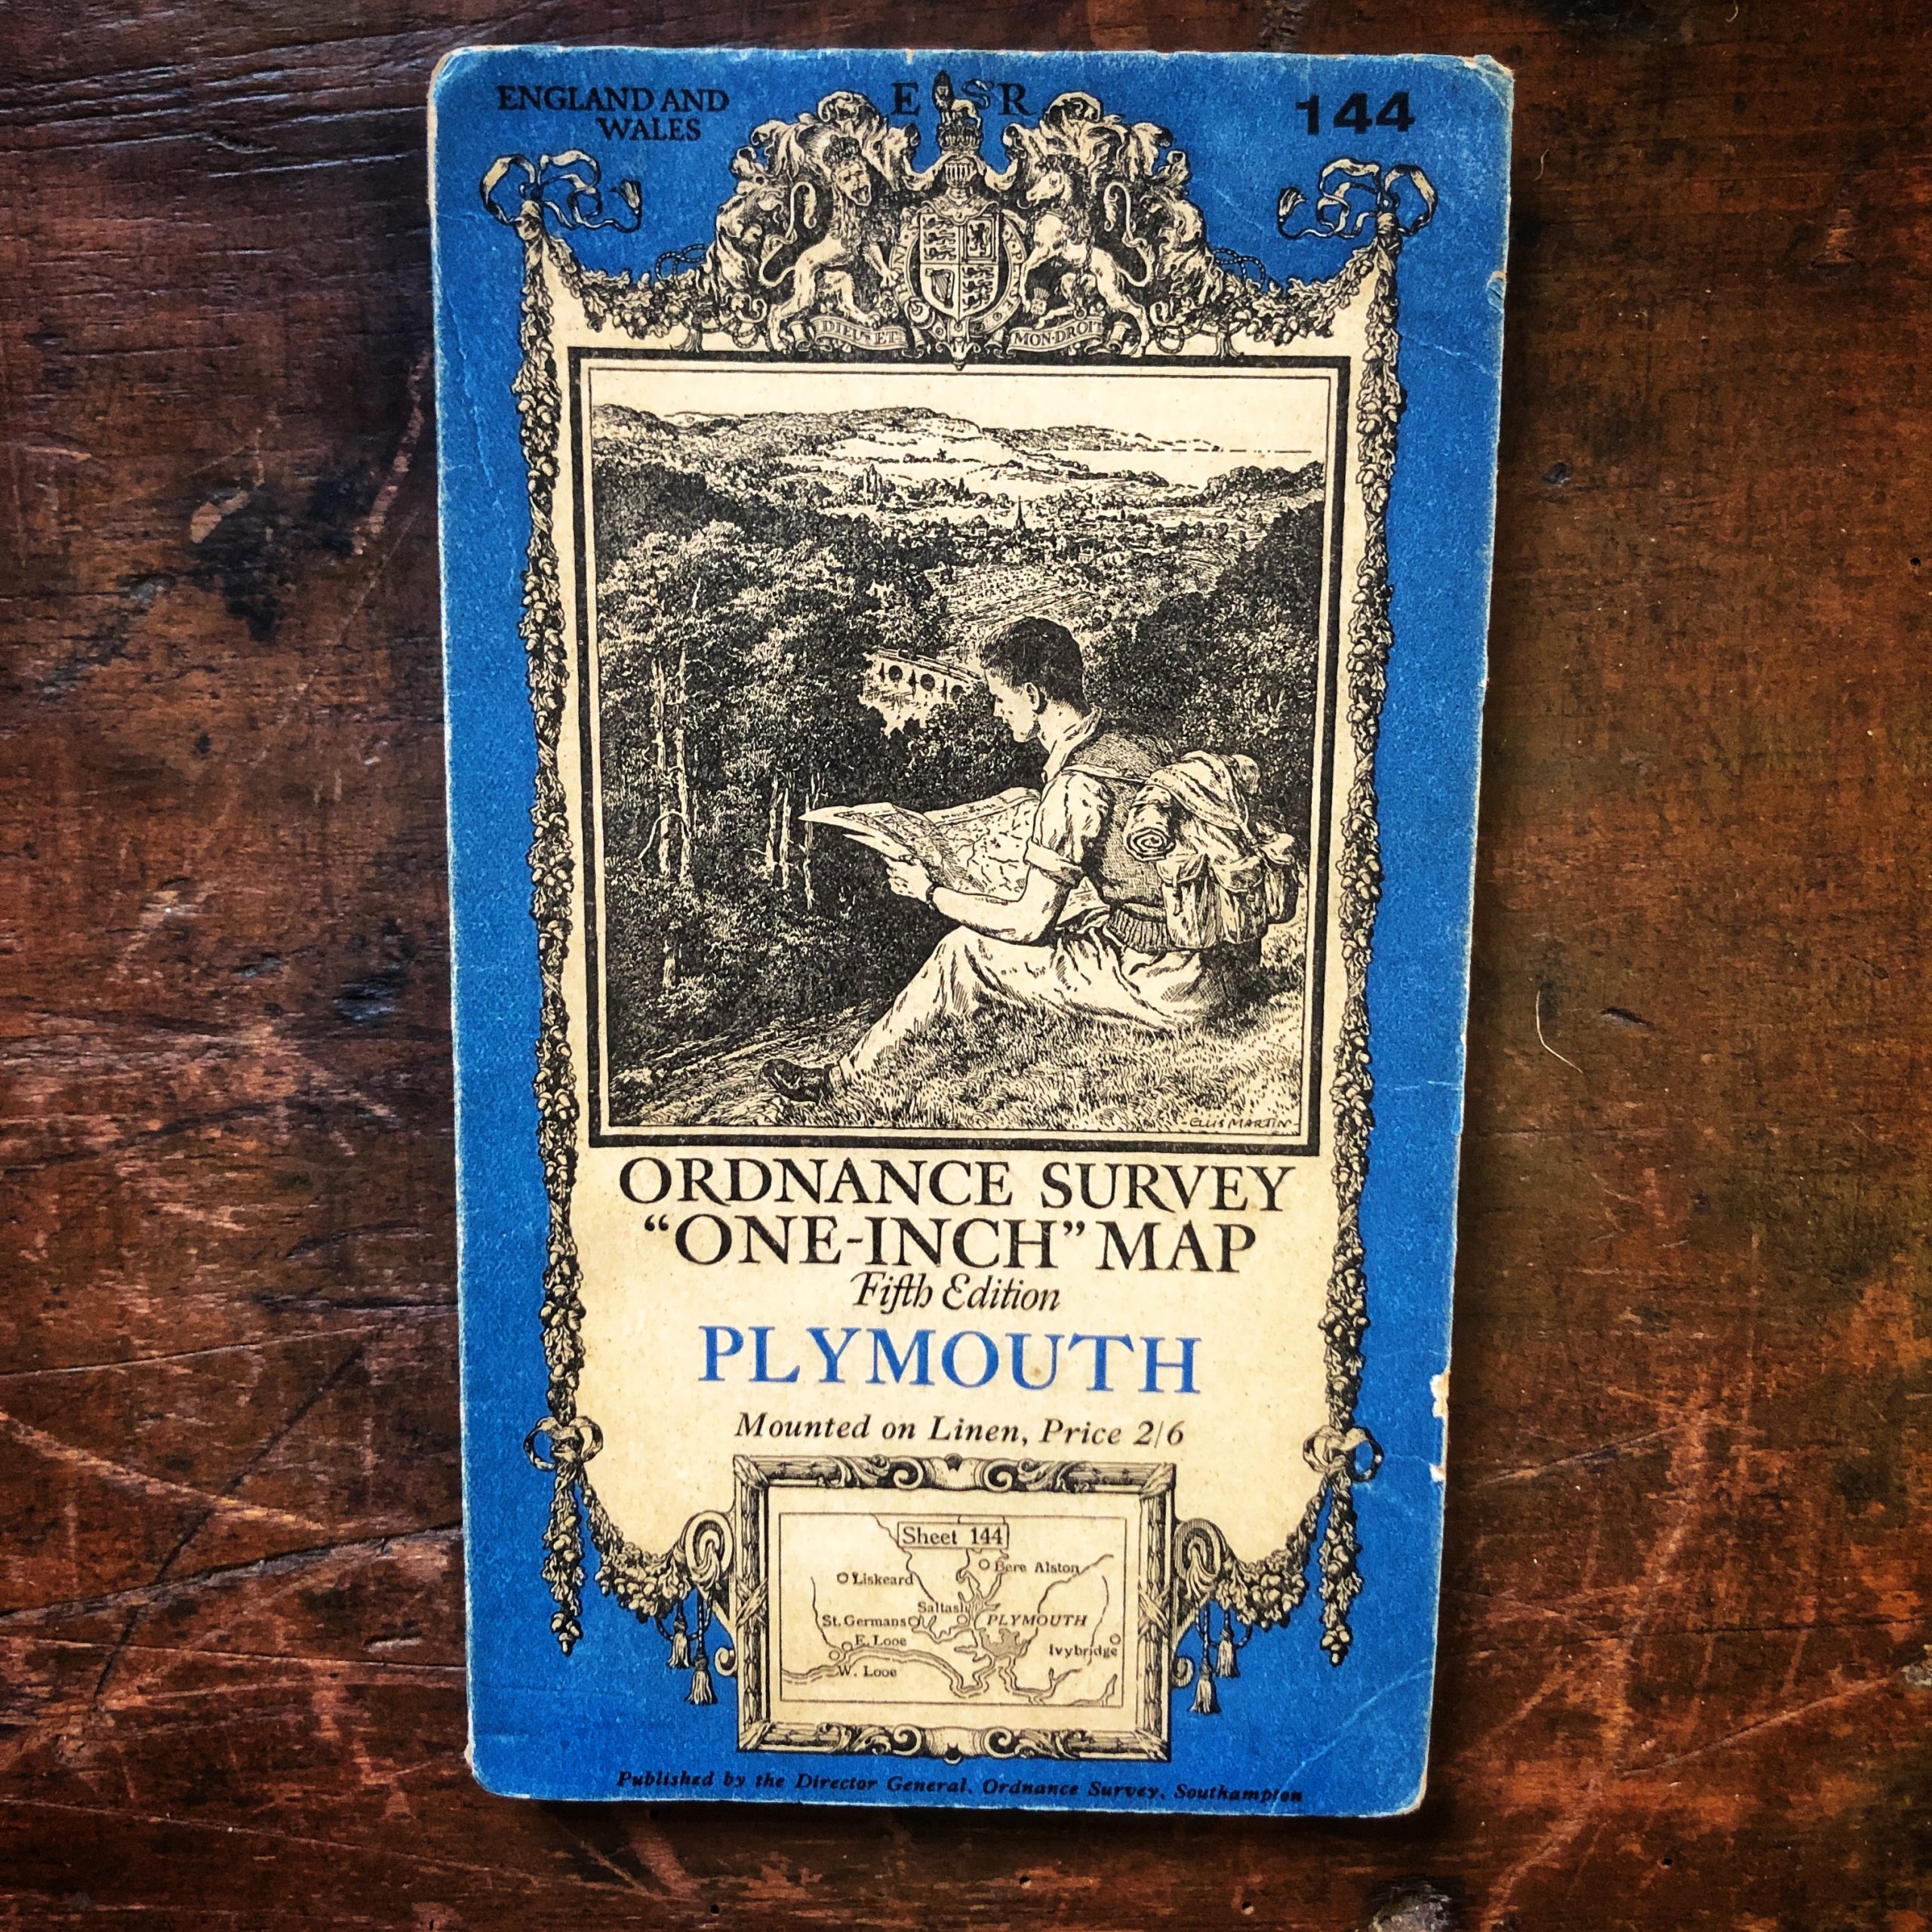 ENGLAND AND
WALES
E R
144
DIEU ET MON DROIT
-ELLIS MARTIN-
ORDNANCE SURVEY
“ONE-INCH” MAP
Fifth Edition
PLYMOUTH
Mounted on Linen, Price 2/6
Sheet 144
Bere Alston
Liskeard
Saltash
St. Germans
PLYMOUTH
E. Looe
Ivybridge
W. Looe
Published by the Director General, Ordnance Survey, Southampton